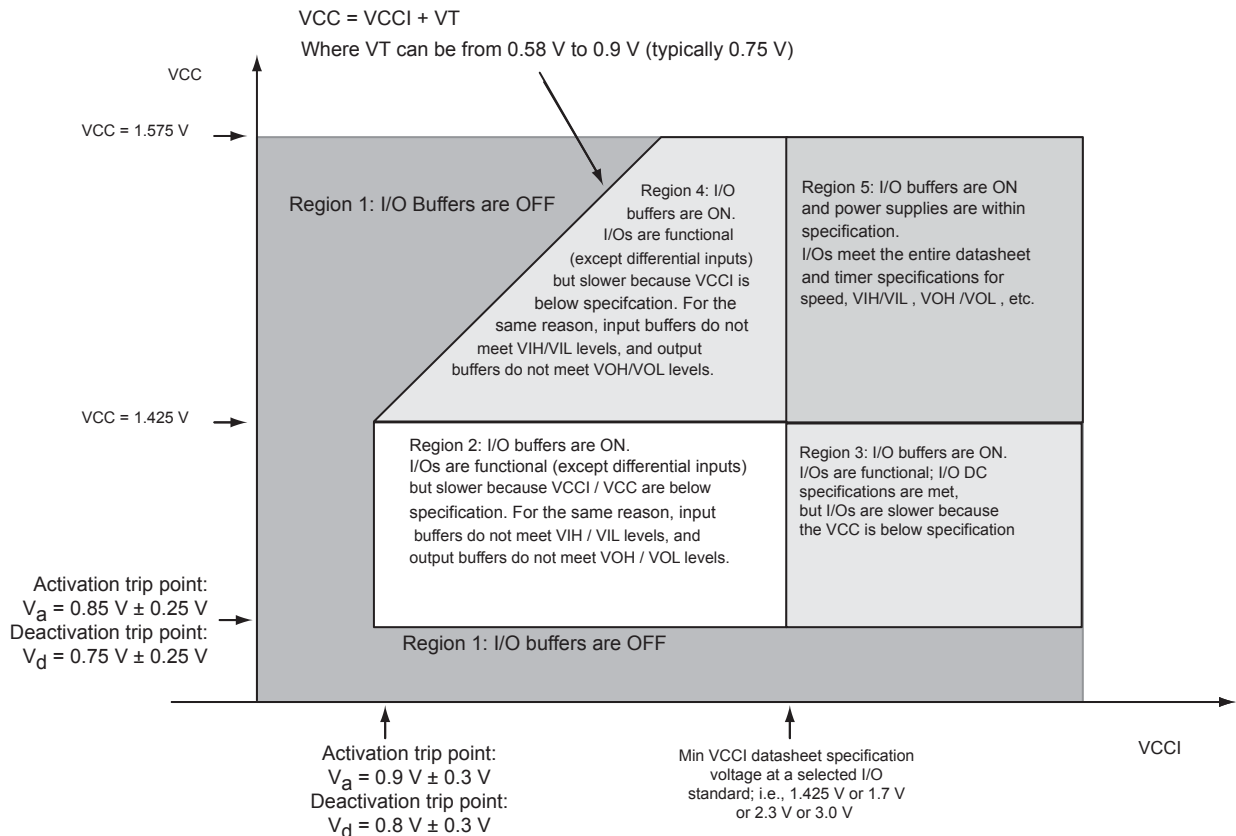 VCC = VCCI + VT
Where VT can be from 0.58 V to 0.9 V (typically 0.75 V)
VCC
VCC = 1.575 V
Region 1: I/O Buffers are OFF
Region 4: I/O
buffers are ON.
I/Os are functional
(except differential inputs)
but slower because VCCI is
below specifcation. For the
same reason, input buffers do not
meet VIH/VIL levels, and output
buffers do not meet VOH/VOL levels.
Region 5: I/O buffers are ON
and power supplies are within
specification.
I/Os meet the entire datasheet
and timer specifications for
speed, VIH/VIL , VOH /VOL , etc.
VCC = 1.425 V
Region 2: I/O buffers are ON.
I/Os are functional (except differential inputs)
but slower because VCCI / VCC are below
specification. For the same reason, input
buffers do not meet VIH / VIL levels, and
output buffers do not meet VOH / VOL levels.
Region 3: I/O buffers are ON.
I/Os are functional; I/O DC
specifications are met,
but I/Os are slower because
the VCC is below specification
Activation trip point:
Va = 0.85 V ± 0.25 V
Deactivation trip point:
Vd = 0.75 V ± 0.25 V
Region 1: I/O buffers are OFF
VCCI
Activation trip point:
Va = 0.9 V ± 0.3 V
Deactivation trip point:
Vd = 0.8 V ± 0.3 V
Min VCCI datasheet specification
voltage at a selected I/O
standard; i.e., 1.425 V or 1.7 V
or 2.3 V or 3.0 V